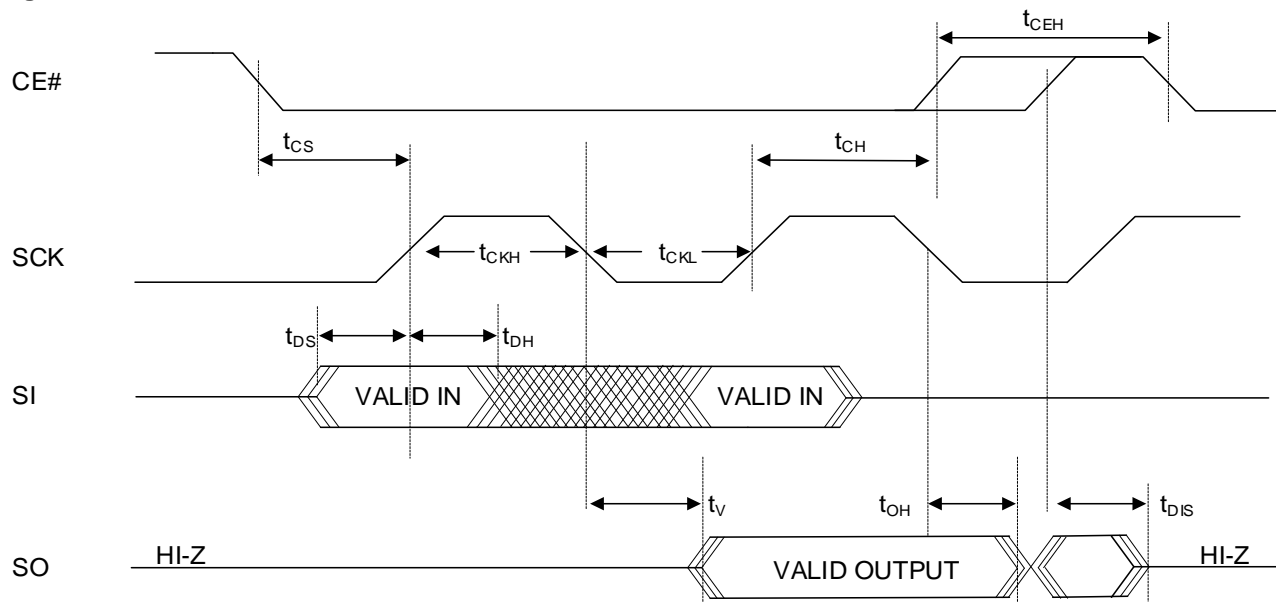 tCEH
CE#
tCS
tCH
SCK
tCKH
tCKL
tDS
tDH
SI
VALID IN
VALID IN
tV
tOH
tDIS
SO
HI-Z
VALID OUTPUT
HI-Z